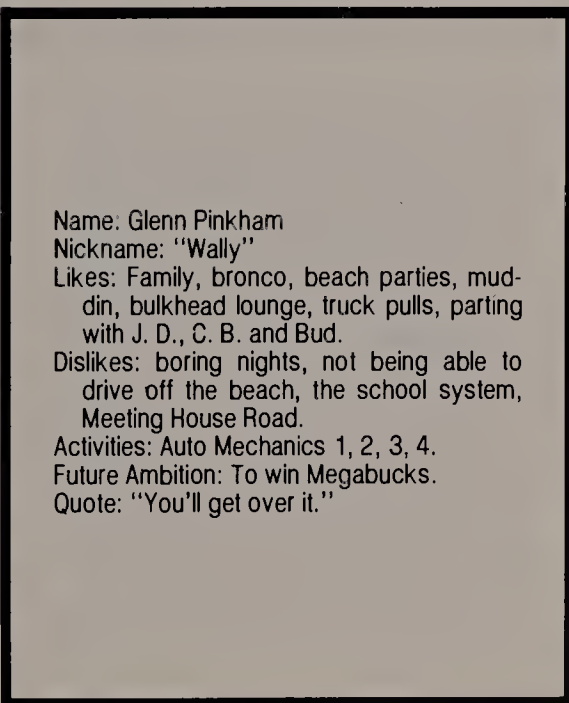 Name: Glenn Pinkham
Nickname: "Wally"
Likes: Family, bronco, beach parties, mud-
din, bulkhead lounge, truck pulls, parting
with J. D., C. B. and Bud.
Dislikes: boring nights, not being able to
drive off the beach, the school system,
Meeting House Road.
Activities: Auto Mechanics 1, 2, 3, 4.
Future Ambition: To win Megabucks.
Quote: "You'll get over it."